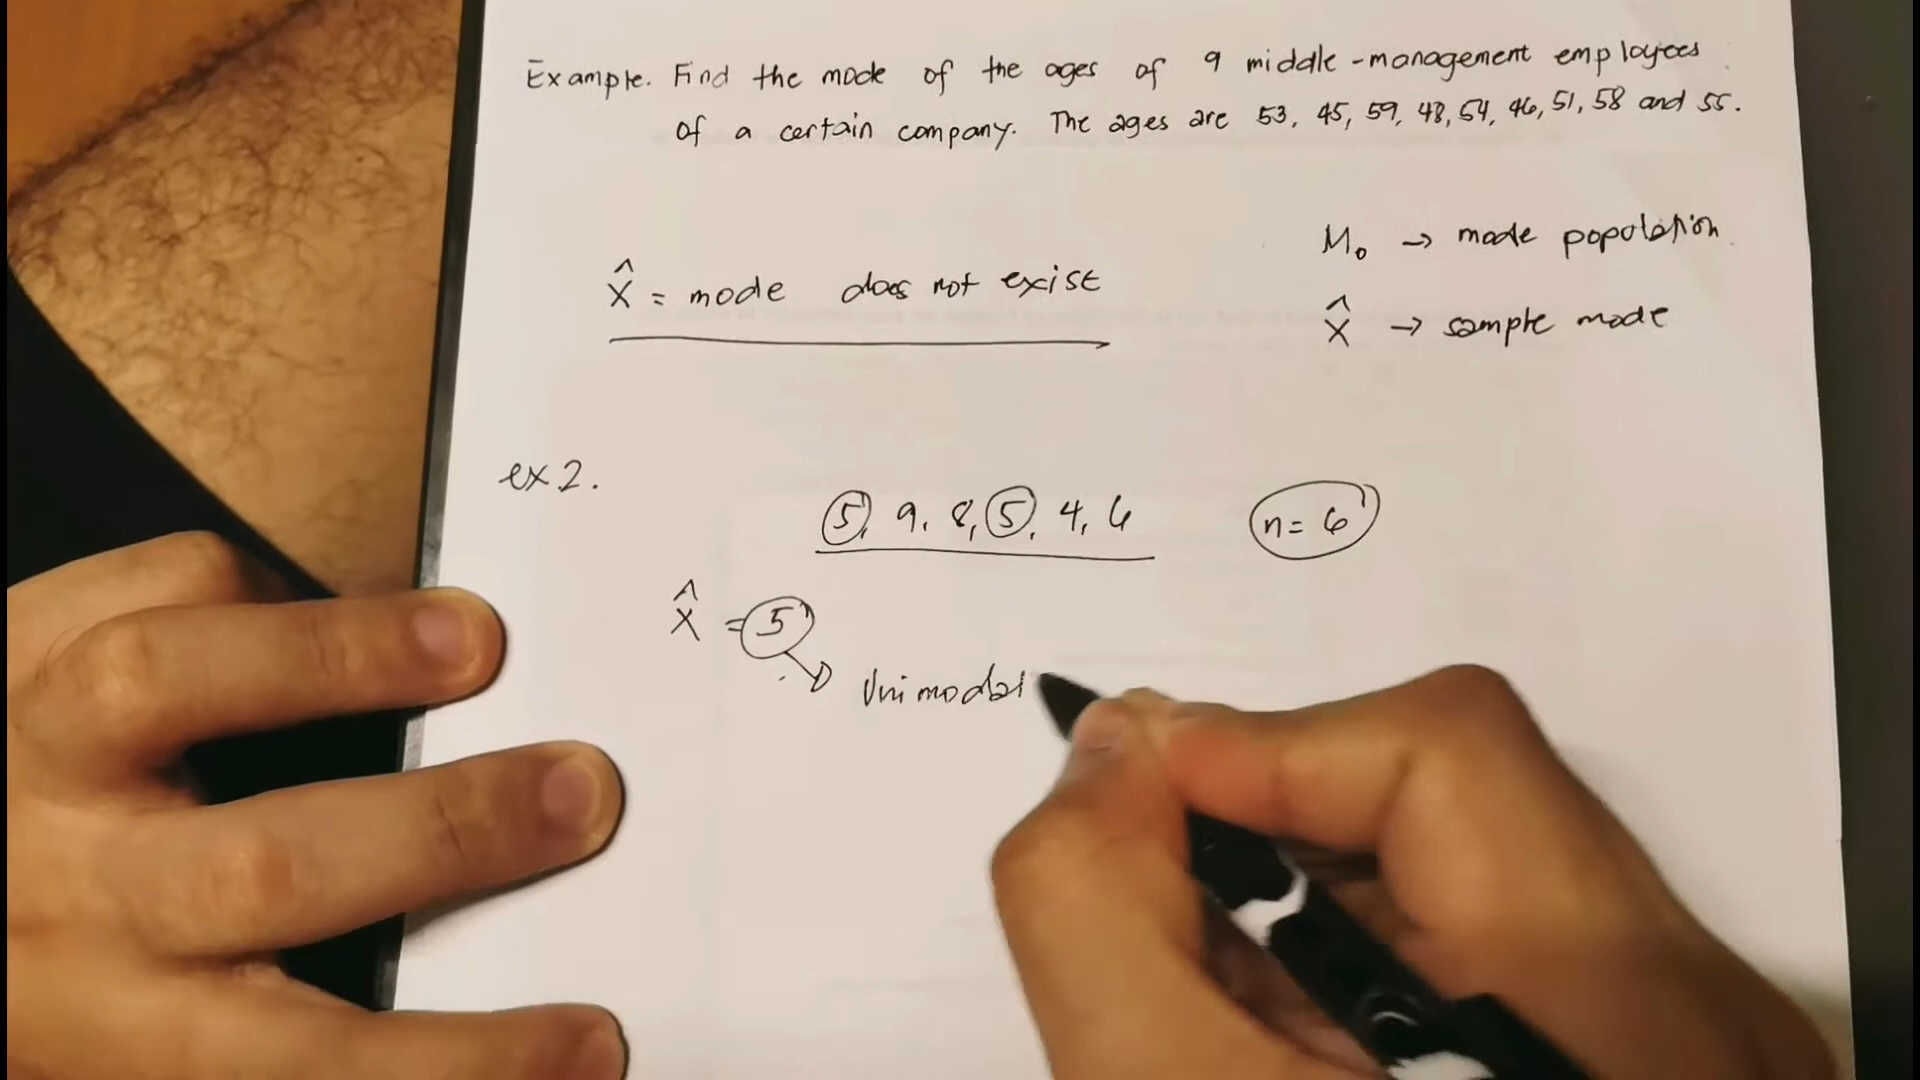 Example. Find the mode of the ages of 9 middle-management employees
of a certain company. The ages are 53, 45, 59, 48, 54, 46, 51, 58 and 55.
M₀ → mode population
X̂ = mode does not exist
X̂ → sample mode
ex 2.
5, 9, 8, 5, 4, 6 n = 6
X̂ = 5
Unimodal